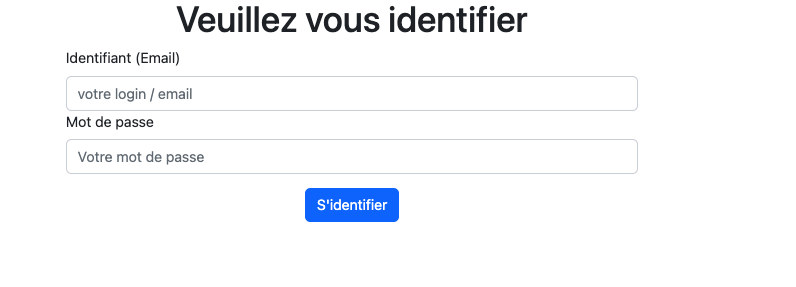 Veuillez vous identifier
Identifiant (Email)
votre login / email
Mot de passe
Votre mot de passe
S'identifier